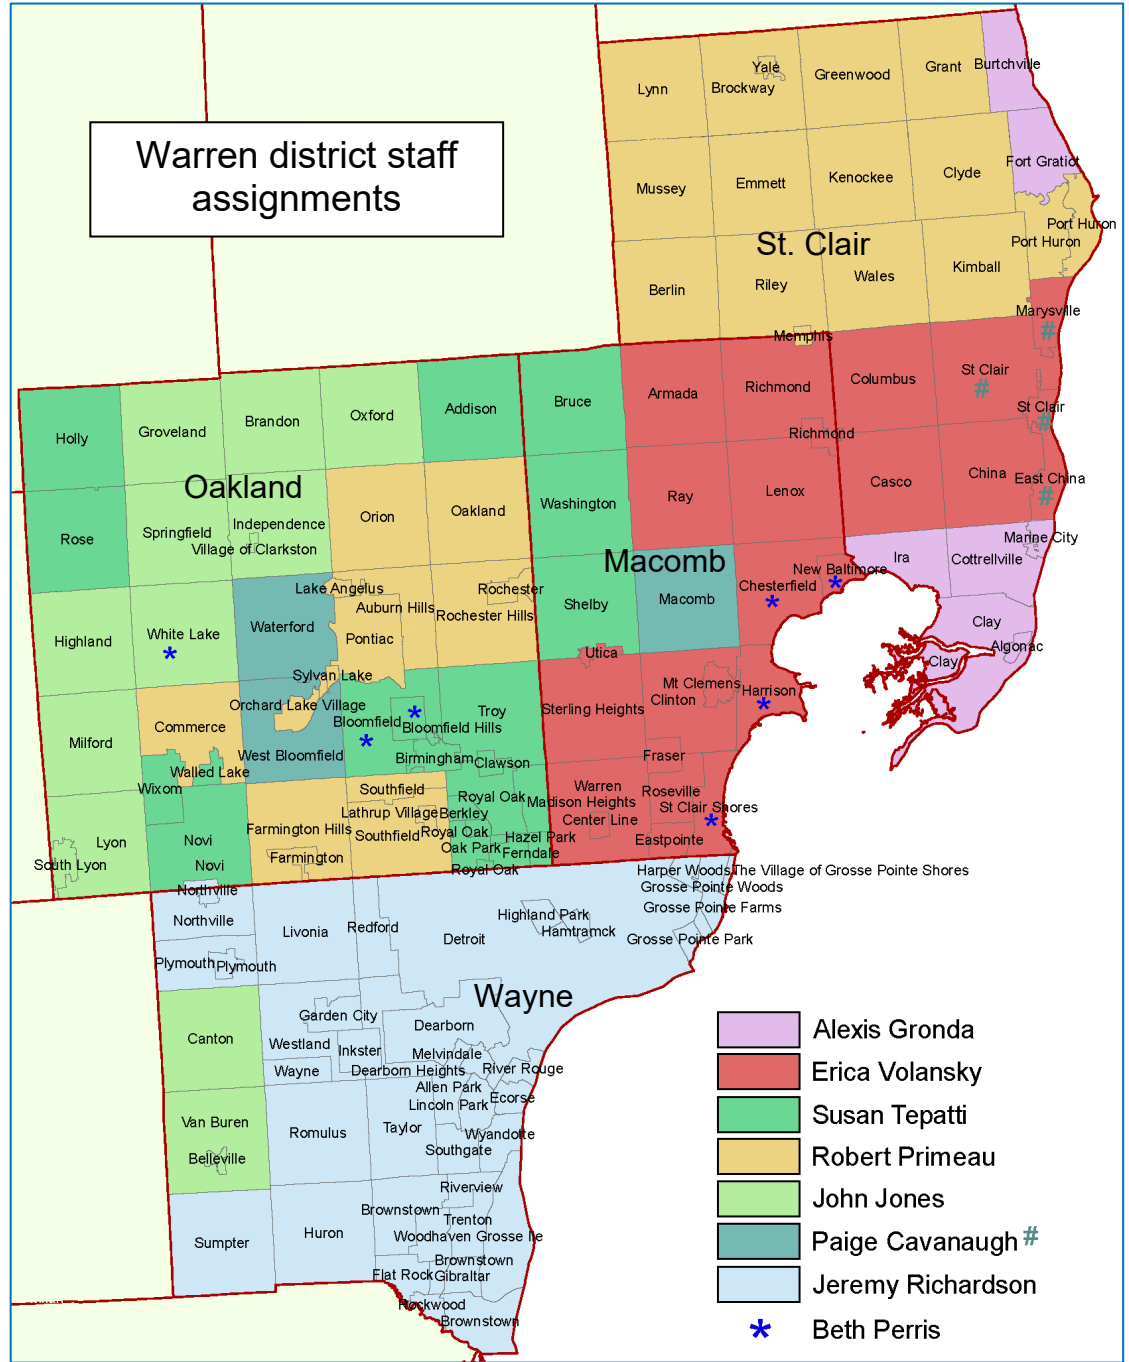 Warren district staff
assignments
Lynn
Yale
Brockway
Greenwood
Grant
Burtchville
Mussey
Emmett
Kenockee
Clyde
Fort Gratiot
St. Clair
Port Huron
Port Huron
Berlin
Riley
Wales
Kimball
Memphis
Marysville
#
Holly
Groveland
Brandon
Oxford
Addison
Bruce
Armada
Richmond
Columbus
St Clair
#
St Clair
#
Richmond
Oakland
Rose
Springfield
Independence
Village of Clarkston
Orion
Oakland
Washington
Ray
Lenox
Casco
China
East China
#
Macomb
Marine City
Highland
White Lake
*
Waterford
Lake Angelus
Auburn Hills
Pontiac
Rochester
Rochester Hills
Shelby
Macomb
Chesterfield
*
New Baltimore
*
Ira
Cottrellville
Clay
Algonac
Clay
Utica
Milford
Commerce
Sylvan Lake
Orchard Lake Village
West Bloomfield
Bloomfield
*
*
Bloomfield Hills
Troy
Birmingham
Clawson
Sterling Heights
Mt Clemens
Clinton
Harrison
*
Fraser
Walled Lake
Wixom
Lyon
South Lyon
Novi
Novi
Farmington Hills
Farmington
Southfield
Lathrup Village
Southfield
Berkley
Royal Oak
Royal Oak
Oak Park
Hazel Park
Ferndale
Royal Oak
Madison Heights
Warren
Center Line
Roseville
St Clair Shores
*
Eastpointe
Northville
Northville
Livonia
Redford
Detroit
Highland Park
Hamtramck
Harper Woods
The Village of Grosse Pointe Shores
Grosse Pointe Woods
Grosse Pointe Farms
Grosse Pointe Park
Plymouth
Plymouth
Wayne
Canton
Garden City
Westland
Wayne
Inkster
Dearborn
Dearborn Heights
Melvindale
River Rouge
Allen Park
Lincoln Park
Ecorse
Van Buren
Belleville
Romulus
Taylor
Wyandotte
Southgate
Sumpter
Huron
Riverview
Brownstown
Trenton
Woodhaven
Grosse Ile
Brownstown
Flat Rock
Gibraltar
Rockwood
Brownstown
Alexis Gronda
Erica Volansky
Susan Tepatti
Robert Primeau
John Jones
Paige Cavanaugh #
Jeremy Richardson
* Beth Perris